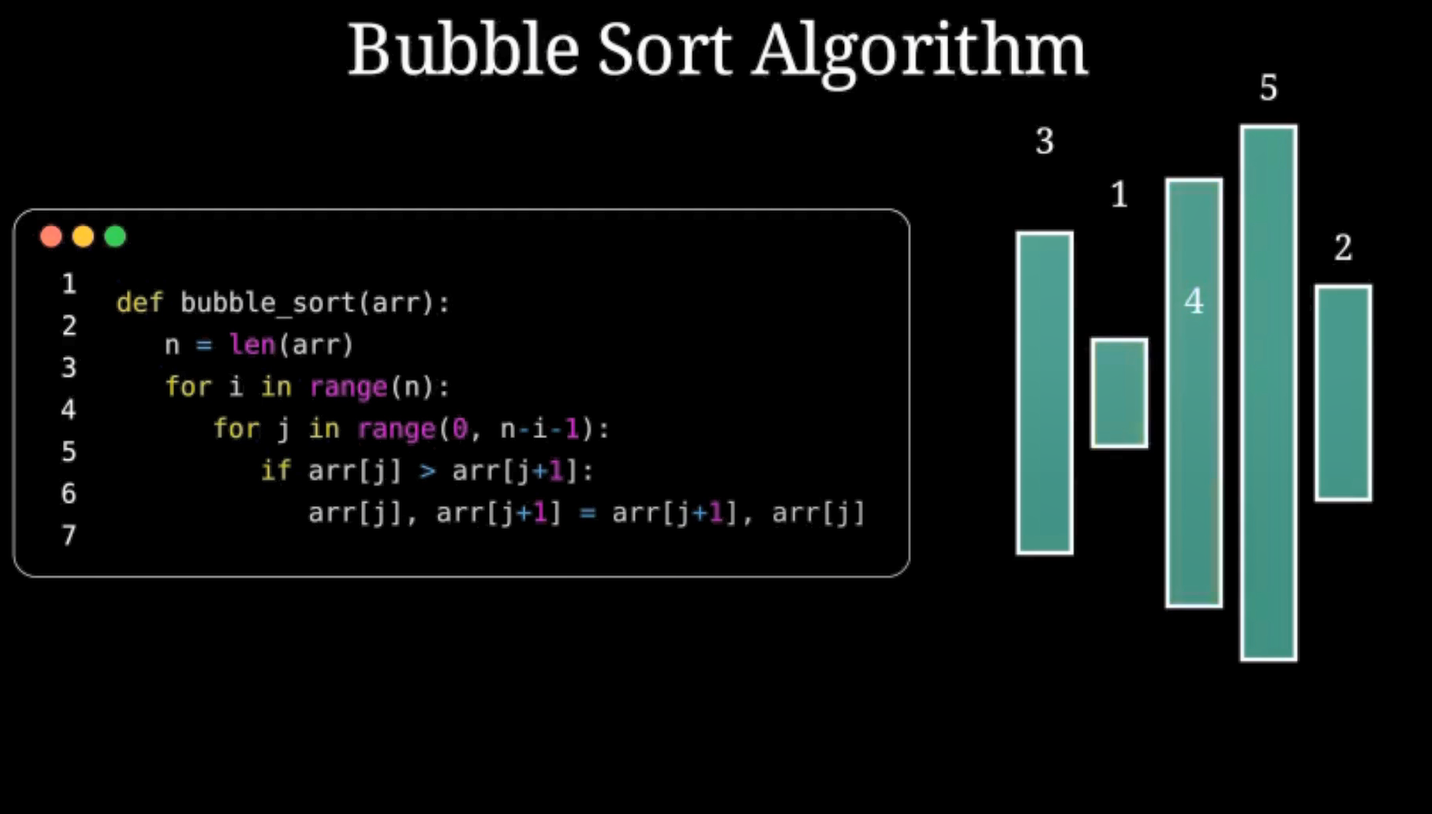 Bubble Sort Algorithm
1
2
3
4
5
6
7
def bubble_sort(arr):
n = len(arr)
for i in range(n):
for j in range(0, n-i-1):
if arr[j] > arr[j+1]:
arr[j], arr[j+1] = arr[j+1], arr[j]
3
1
4
5
2